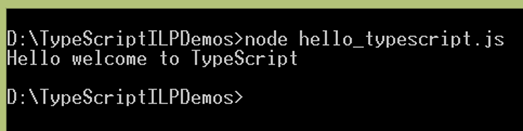 D:\TypeScriptILPDemos>node hello_typescript.js
Hello welcome to TypeScript
D:\TypeScriptILPDemos>